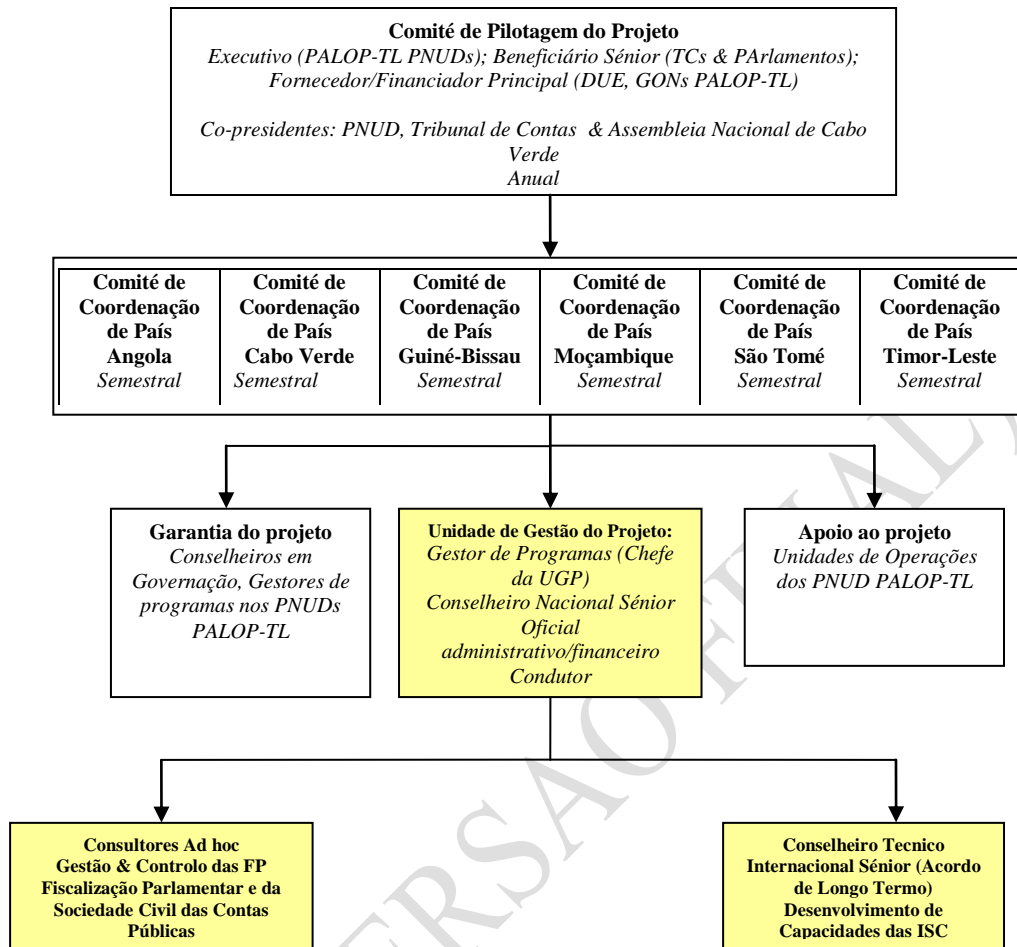 Comité de Pilotagem do Projeto
Executivo (PALOP-TL PNUDs); Beneficiário Sénior (TCs & PArlamentos);
Fornecedor/Financiador Principal (DUE, GONs PALOP-TL)
Co-presidentes: PNUD, Tribunal de Contas & Assembleia Nacional de Cabo
Verde
Anual
Comité de
Coordenação
de País
Angola
Semestral
Comité de
Coordenação
de País
Cabo Verde
Semestral
Comité de
Coordenação
de País
Guiné-Bissau
Semestral
Comité de
Coordenação
de País
Moçambique
Semestral
Comité de
Coordenação
de País
São Tomé
Semestral
Comité de
Coordenação
de País
Timor-Leste
Semestral
Garantia do projeto
Conselheiros em
Governação, Gestores de
programas nos PNUDs
PALOP-TL
Unidade de Gestão do Projeto:
Gestor de Programas (Chefe
da UGP)
Conselheiro Nacional Sénior
Oficial
administrativo/financeiro
Condutor
Apoio ao projeto
Unidades de Operações
dos PNUD PALOP-TL
Consultores Ad hoc
Gestão & Controlo das FP
Fiscalização Parlamentar e da
Sociedade Civil das Contas
Públicas
Conselheiro Tecnico
Internacional Sénior (Acordo
de Longo Termo)
Desenvolvimento de
Capacidades das ISC